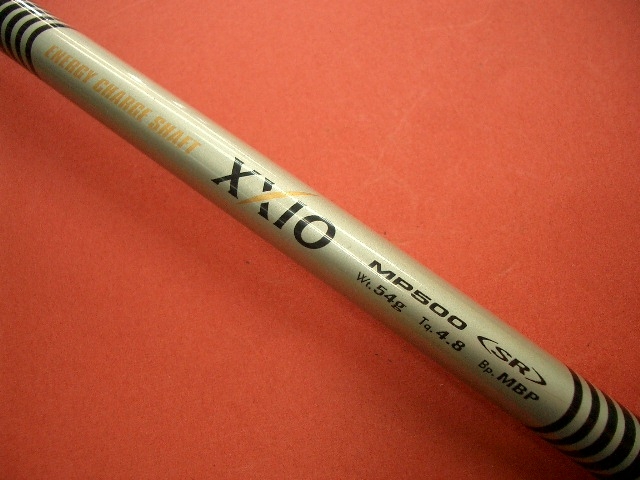 ENERGY CHARGE SHAFT
XXIO
MP500 (SR)
Wt. 54g Tq. 4.8 Bp. MBP